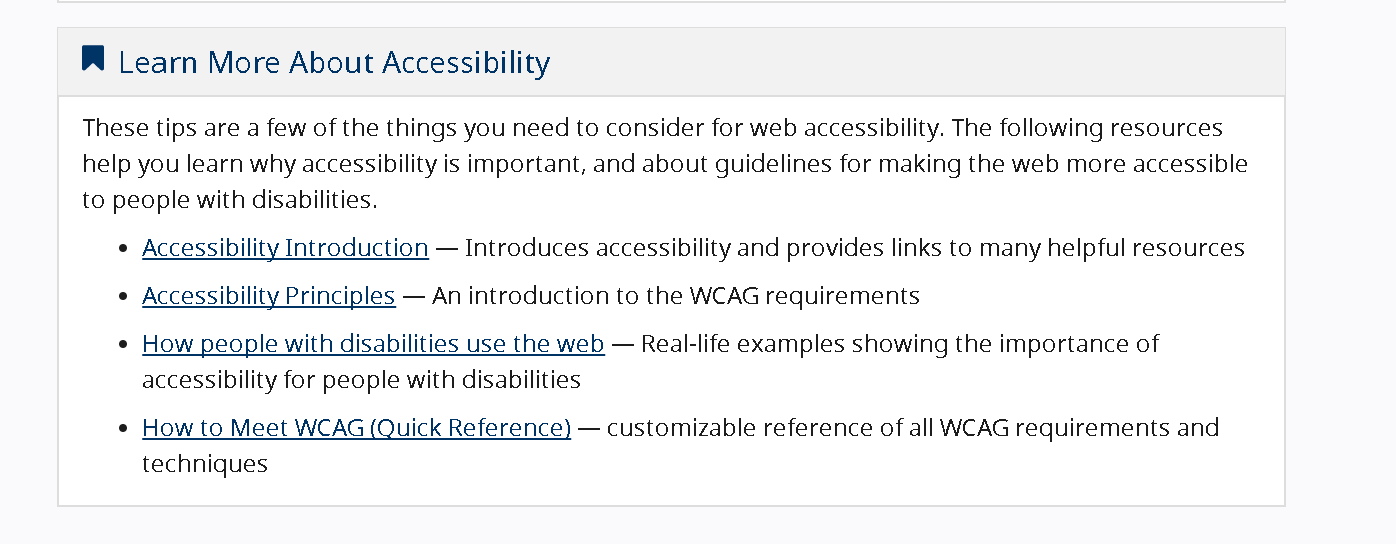 Learn More About Accessibility
These tips are a few of the things you need to consider for web accessibility. The following resources
help you learn why accessibility is important, and about guidelines for making the web more accessible
to people with disabilities.
• Accessibility Introduction — Introduces accessibility and provides links to many helpful resources
• Accessibility Principles — An introduction to the WCAG requirements
• How people with disabilities use the web — Real-life examples showing the importance of
accessibility for people with disabilities
• How to Meet WCAG (Quick Reference) — customizable reference of all WCAG requirements and
techniques